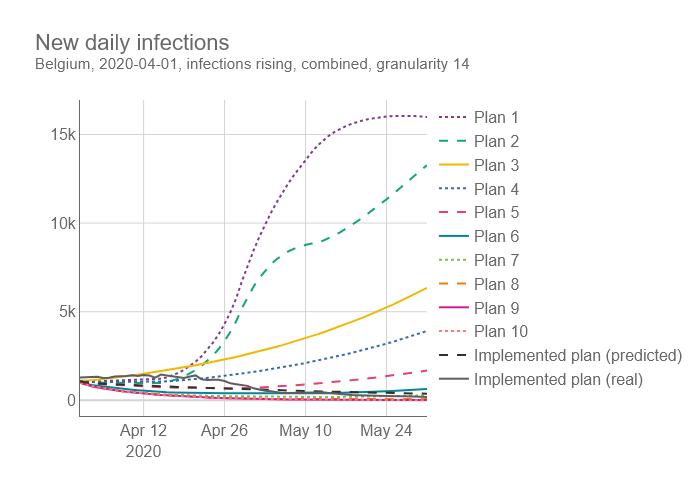 New daily infections
Belgium, 2020-04-01, infections rising, combined, granularity 14
15k
10k
5k
0
Apr 12
2020
Apr 26
May 10
May 24
Plan 1
Plan 2
Plan 3
Plan 4
Plan 5
Plan 6
Plan 7
Plan 8
Plan 9
Plan 10
Implemented plan (predicted)
Implemented plan (real)